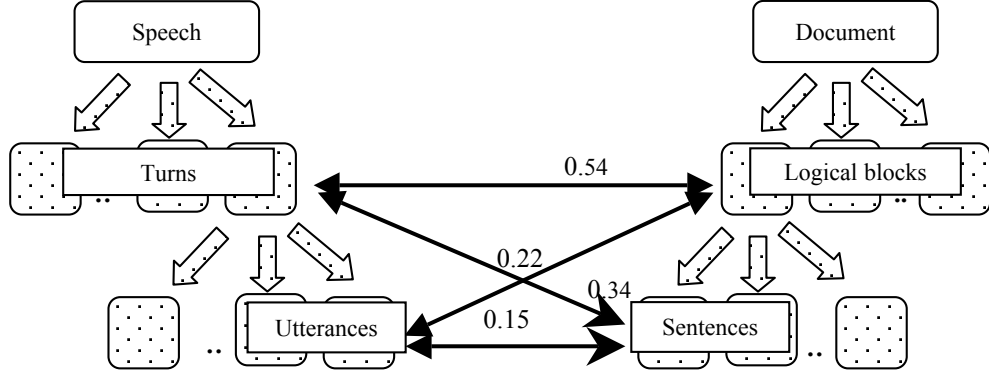 Speech
Document
0.54
Turns
Logical blocks
..
..
0.22
0.34
0.15
Utterances
Sentences
..
..